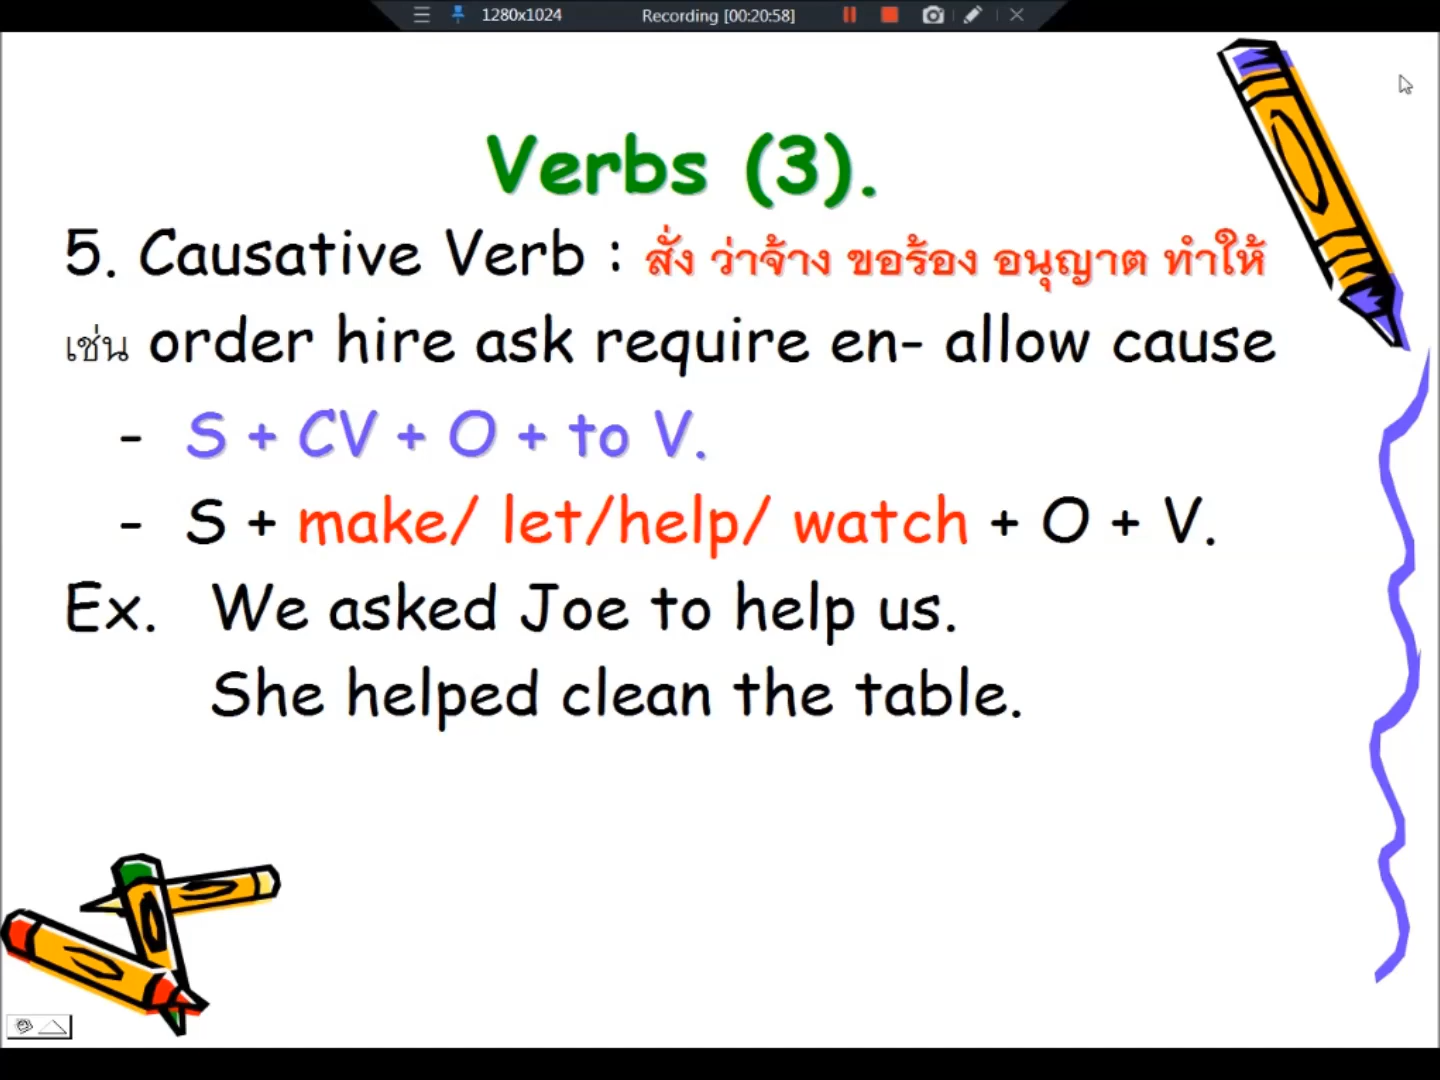 1280x1024 Recording [00:20:58]
Verbs (3).
5. Causative Verb : สั่ง ว่าจ้าง ขอร้อง อนุญาต ทำให้
เช่น order hire ask require en- allow cause
- S + CV + O + to V.
- S + make/ let/help/ watch + O + V.
Ex. We asked Joe to help us.
She helped clean the table.